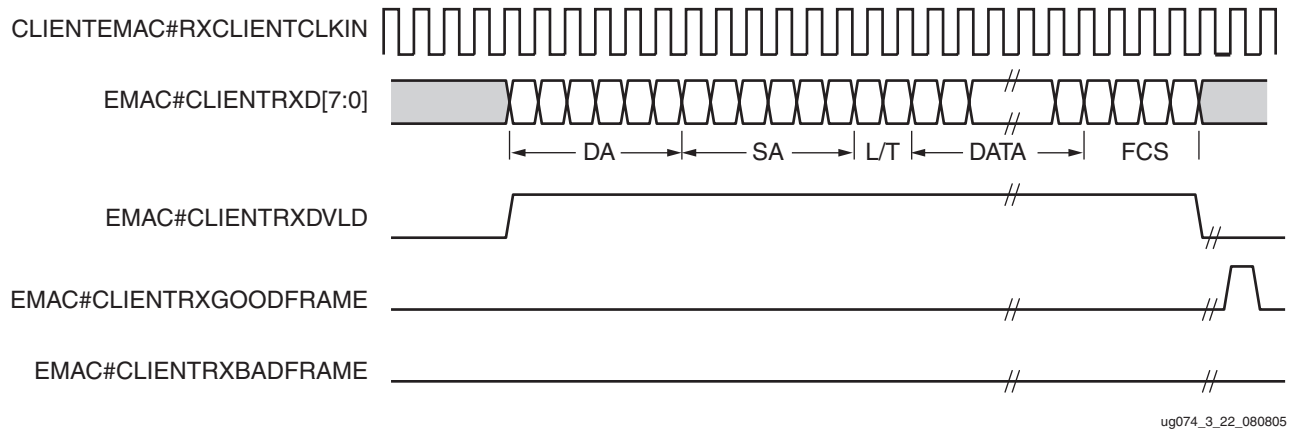 CLIENTEMAC#RXCLIENTCLKIN
EMAC#CLIENTRXD[7:0]
DA SA L/T DATA FCS
EMAC#CLIENTRXDVLD
EMAC#CLIENTRXGOODFRAME
EMAC#CLIENTRXBADFRAME
ug074_3_22_080805